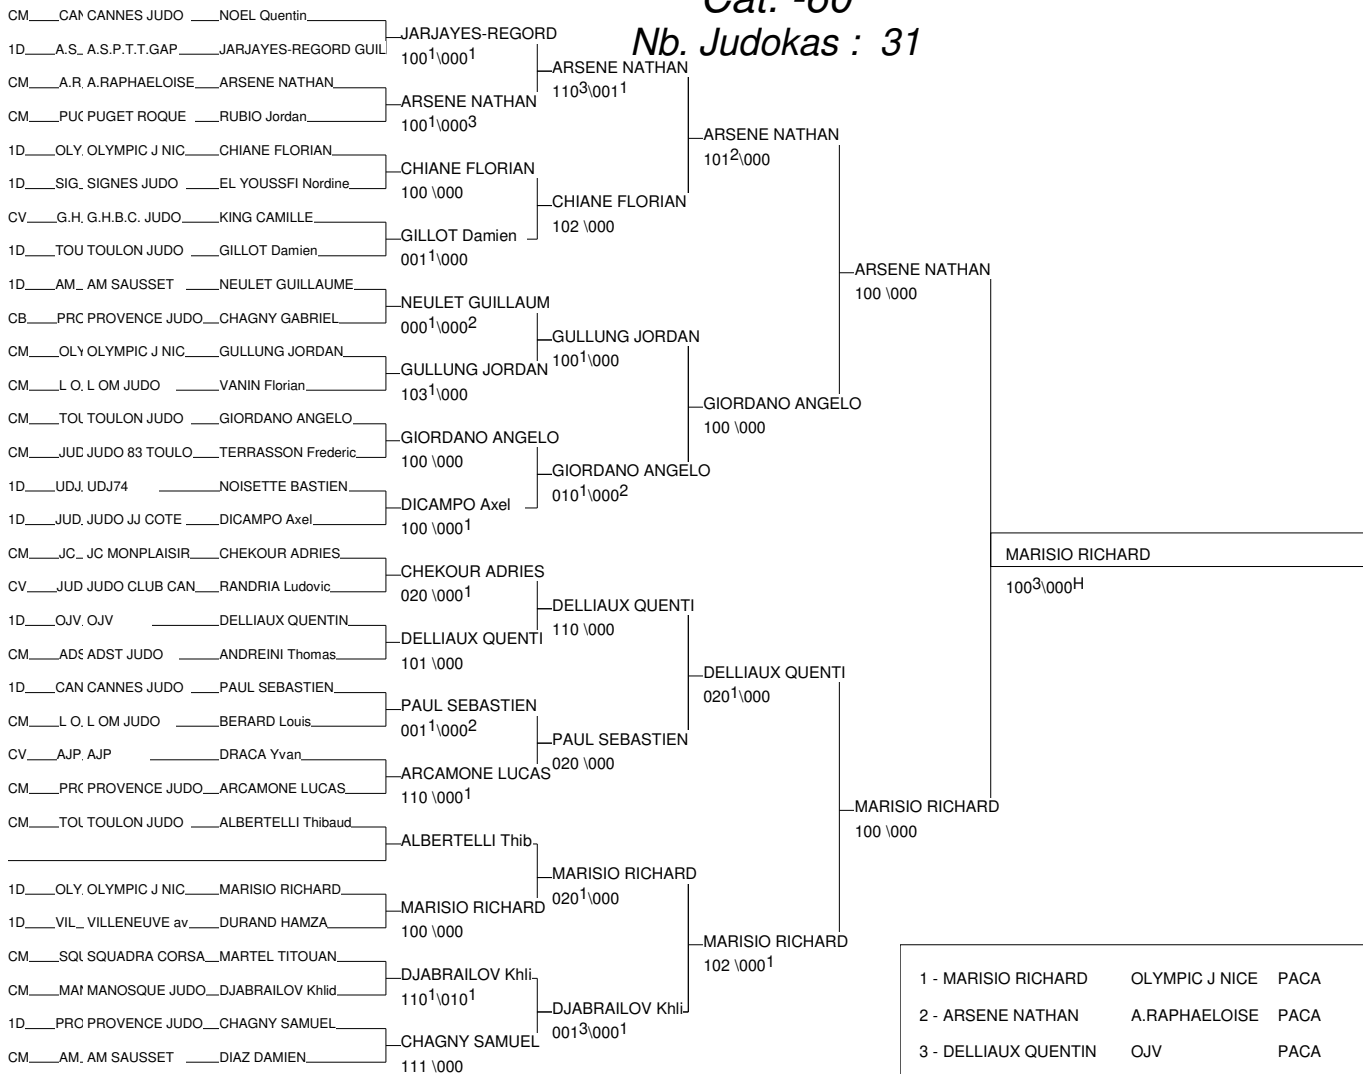 Cat. -60
Nb. Judokas : 31
CM CAN CANNES JUDO NOEL Quentin
1D A.S. A.S.P.T.T.GAP JARJAYES-REGORD GUIL
CM A.R. A.RAPHAELOISE ARSENE NATHAN
CM PUG PUGET ROQUE RUBIO Jordan
1D OLY OLYMPIC J NIC CHIANE FLORIAN
1D SIG SIGNES JUDO EL YOUSSFI Nordine
CV G.H. G.H.B.C. JUDO KING CAMILLE
1D TOU TOULON JUDO GILLOT Damien
1D AM AM SAUSSET NEULET GUILLAUME
CB PRO PROVENCE JUDO CHAGNY GABRIEL
CM OLY OLYMPIC J NIC GULLUNG JORDAN
CM L O L OM JUDO VANIN Florian
CM TOU TOULON JUDO GIORDANO ANGELO
CM JUD JUDO 83 TOULO TERRASSON Frederic
1D UDJ UDJ74 NOISETTE BASTIEN
1D JUD JUDO JJ COTE DICAMPO Axel
CM JC JC MONPLAISIR CHEKOUR ADRIES
CV JUD JUDO CLUB CAN RANDRIA Ludovic
1D OJV OJV DELLIAUX QUENTIN
CM ADS ADST JUDO ANDREINI Thomas
1D CAN CANNES JUDO PAUL SEBASTIEN
CM L O L OM JUDO BERARD Louis
CV AJP AJP DRACA Yvan
CM PRO PROVENCE JUDO ARCAMONE LUCAS
CM TOU TOULON JUDO ALBERTELLI Thibaud
1D OLY OLYMPIC J NIC MARISIO RICHARD
1D VIL VILLENEUVE av DURAND HAMZA
CM SQU SQUADRA CORSA MARTEL TITOUAN
CM MAN MANOSQUE JUDO DJABRAILOV Khlid
1D PRO PROVENCE JUDO CHAGNY SAMUEL
CM AM AM SAUSSET DIAZ DAMIEN
JARJAYES-REGORD
100¹\000¹
ARSENE NATHAN
100¹\000³
CHIANE FLORIAN
100 \000
GILLOT Damien
001¹\000
NEULET GUILLAUM
000¹\000²
GULLUNG JORDAN
103¹\000
GIORDANO ANGELO
100 \000
DICAMPO Axel
100 \000¹
CHEKOUR ADRIES
020 \000¹
DELLIAUX QUENTI
101 \000
PAUL SEBASTIEN
001¹\000²
ARCAMONE LUCAS
110 \000¹
ALBERTELLI Thib
MARISIO RICHARD
100 \000
DJABRAILOV Khli
110¹\010¹
CHAGNY SAMUEL
111 \000
ARSENE NATHAN
110³\001¹
CHIANE FLORIAN
102 \000
GULLUNG JORDAN
100¹\000
GIORDANO ANGELO
010¹\000²
DELLIAUX QUENTI
110 \000
PAUL SEBASTIEN
020 \000
MARISIO RICHARD
020¹\000
DJABRAILOV Khli
001³\000¹
ARSENE NATHAN
101²\000
GIORDANO ANGELO
100 \000
DELLIAUX QUENTI
020¹\000
MARISIO RICHARD
102 \000¹
ARSENE NATHAN
100 \000
MARISIO RICHARD
100 \000
MARISIO RICHARD
100³\000ᴴ
1 - MARISIO RICHARD OLYMPIC J NICE PACA
2 - ARSENE NATHAN A.RAPHAELOISE PACA
3 - DELLIAUX QUENTIN OJV PACA